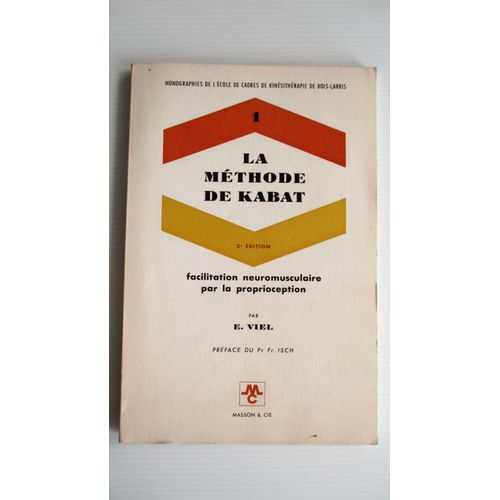 MONOGRAPHIES DE L'ÉCOLE DE CADRES DE KINÉSITHÉRAPIE DE BOIS-LARRIS
1
LA
MÉTHODE
DE KABAT
2e ÉDITION
facilitation neuromusculaire
par la proprioception
PAR
E. VIEL
PRÉFACE DU Pr Fr. ISCH
MC
MASSON & CIE